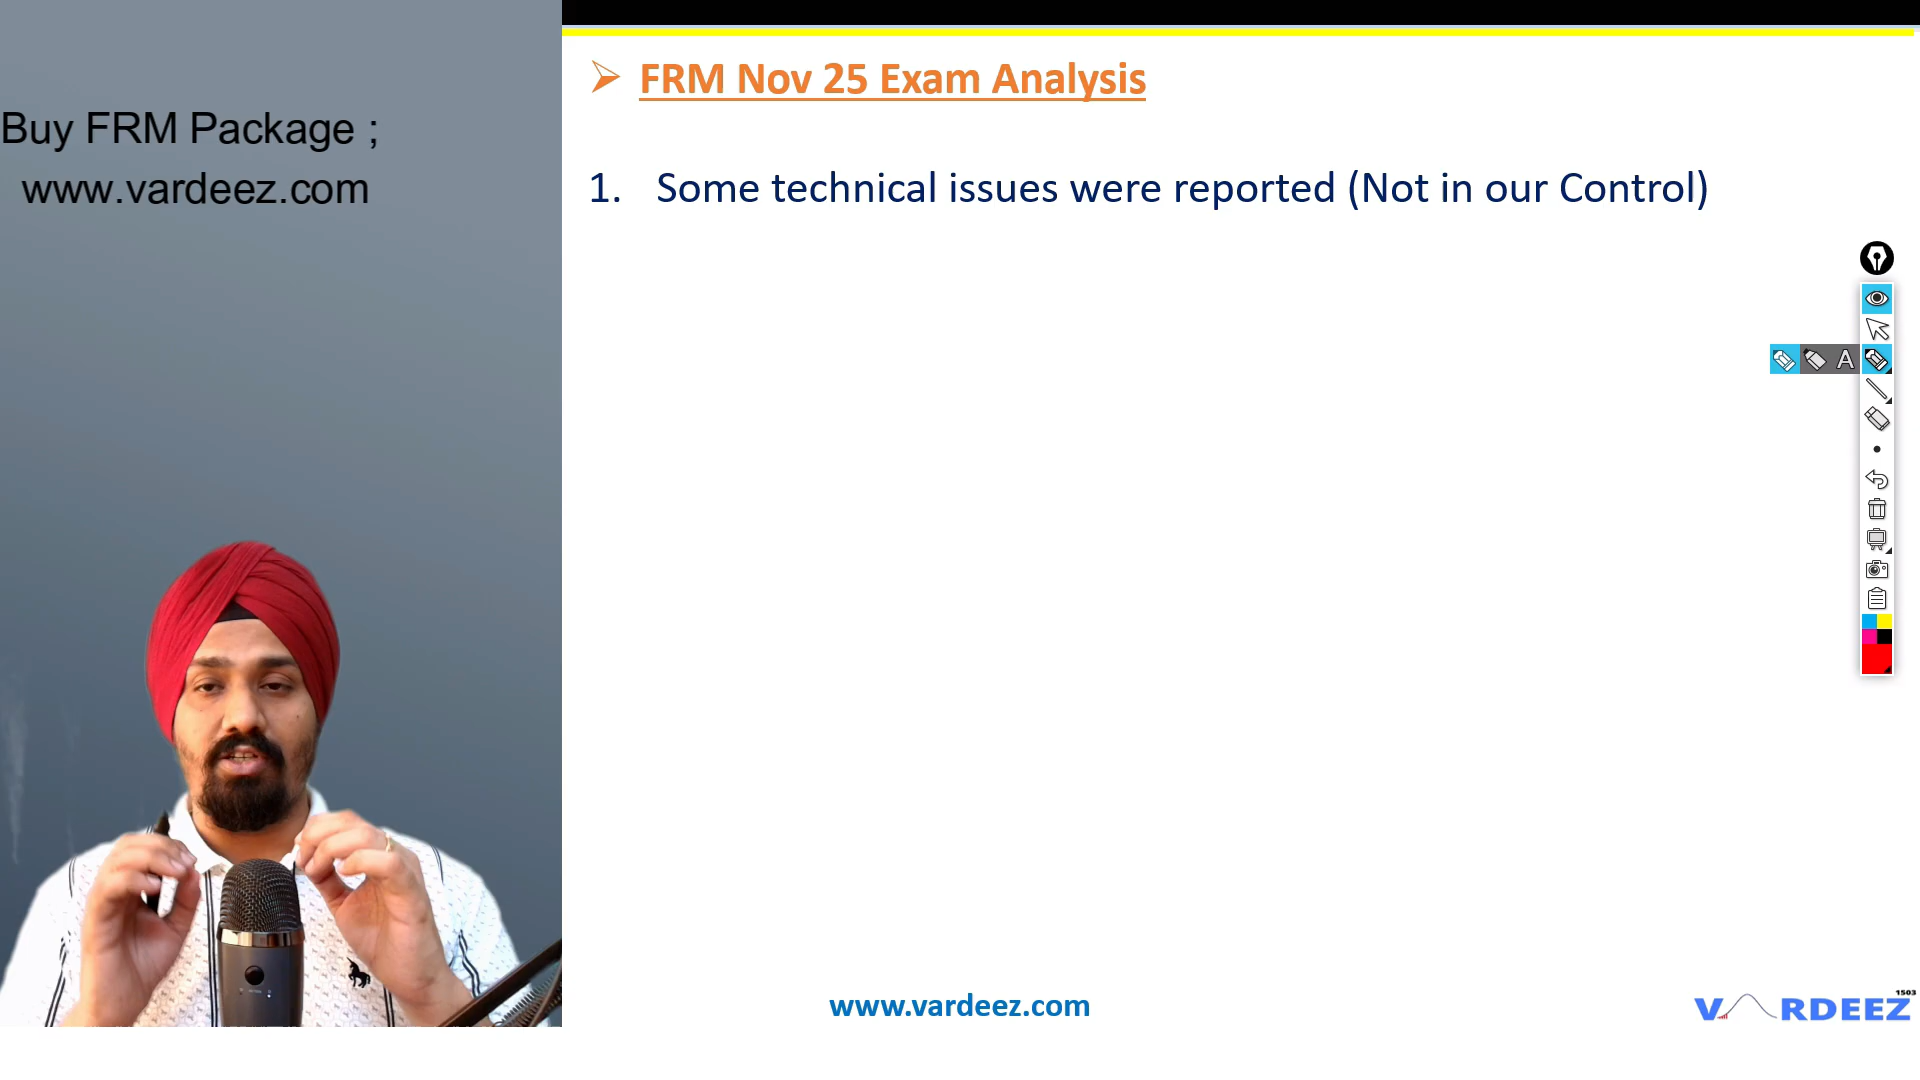 Buy FRM Package ;
www.vardeez.com
➢ FRM Nov 25 Exam Analysis
1. Some technical issues were reported (Not in our Control)
A
www.vardeez.com
1503
VARDEEZ